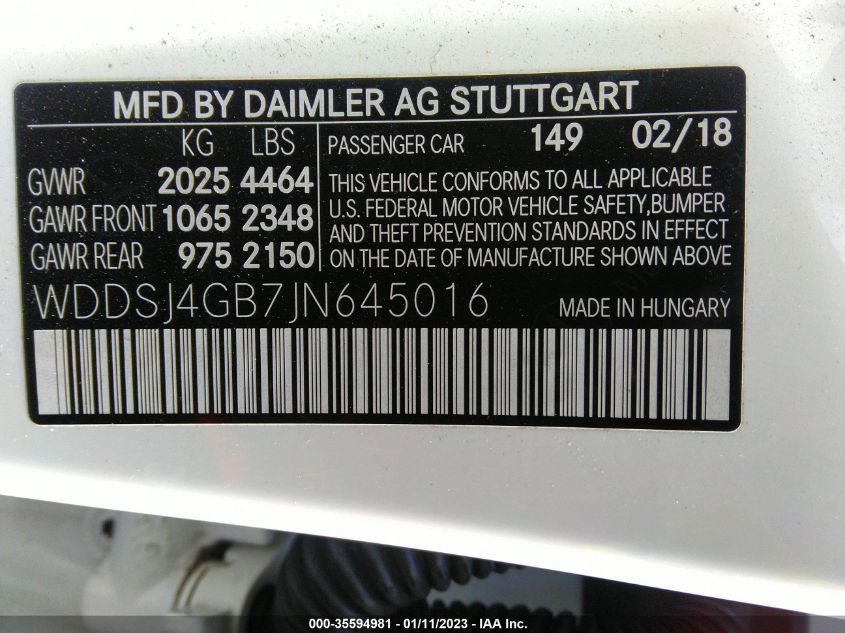 MFD BY DAIMLER AG STUTTGART
KG LBS
GVWR 2025 4464
GAWR FRONT 1065 2348
GAWR REAR 975 2150
PASSENGER CAR 149 02/18
THIS VEHICLE CONFORMS TO ALL APPLICABLE
U.S. FEDERAL MOTOR VEHICLE SAFETY, BUMPER
AND THEFT PREVENTION STANDARDS IN EFFECT
ON THE DATE OF MANUFACTURE SHOWN ABOVE
WDDSJ4GB7JN645016 MADE IN HUNGARY
000-35594981 - 01/11/2023 - IAA Inc.